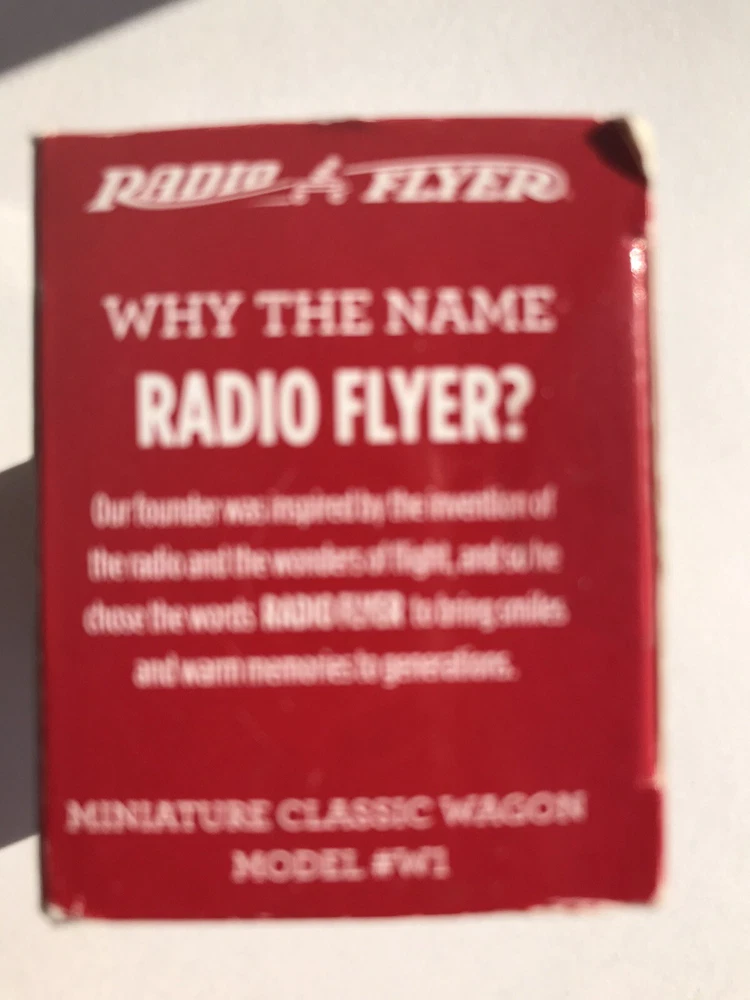 RADIO FLYER
WHY THE NAME
RADIO FLYER?
Our founder was inspired by the invention of
the radio and the wonders of flight, and so he
chose the words RADIO FLYER to bring smiles
and warm memories to generations.
MINIATURE CLASSIC WAGON
MODEL #W1